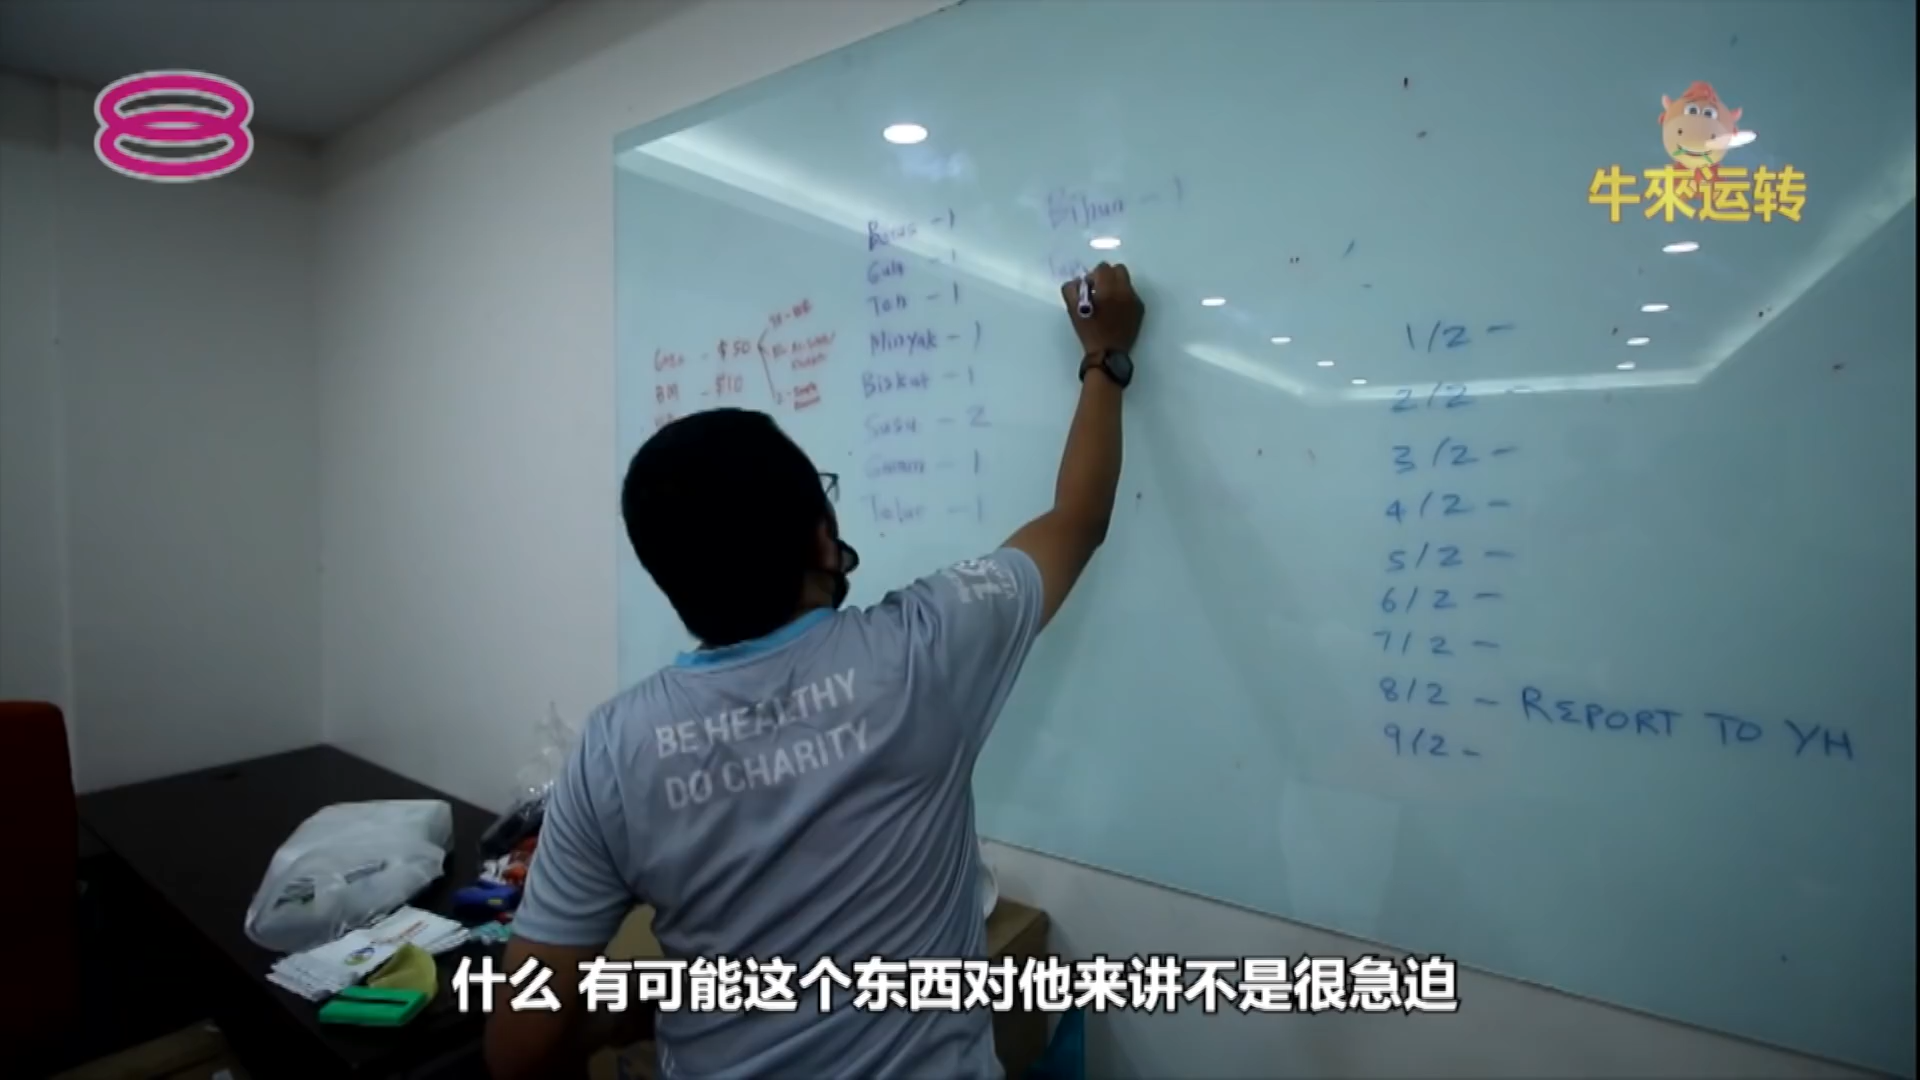 牛來运转
Bijun - 1
Beras - 1
Gula - 1
Teh - 1
Minyak - 1
Biskut - 1
Susu - 2
Garam - 1
Telur - 1
- $50
BM - $10
1/2 -
2/2 -
3/2 -
4/2 -
5/2 -
6/2 -
7/2 -
8/2 - REPORT TO YH
9/2 -
BE HEALTHY
DO CHARITY
什么 有可能这个东西对他来讲不是很急迫